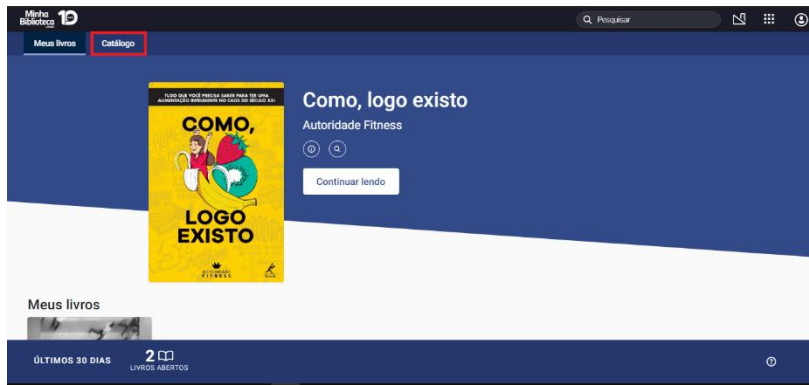 Minha
Biblioteca
10
Pesquisar
Meus livros
Catálogo
TUDO QUE VOCÊ PRECISA SABER PARA TER UMA
ALIMENTAÇÃO INTELIGENTE NO CAOS DO SÉCULO XXI
COMO,
LOGO
EXISTO
FITNESS
Como, logo existo
Autoridade Fitness
Continuar lendo
Meus livros
ÚLTIMOS 30 DIAS
2
LIVROS ABERTOS